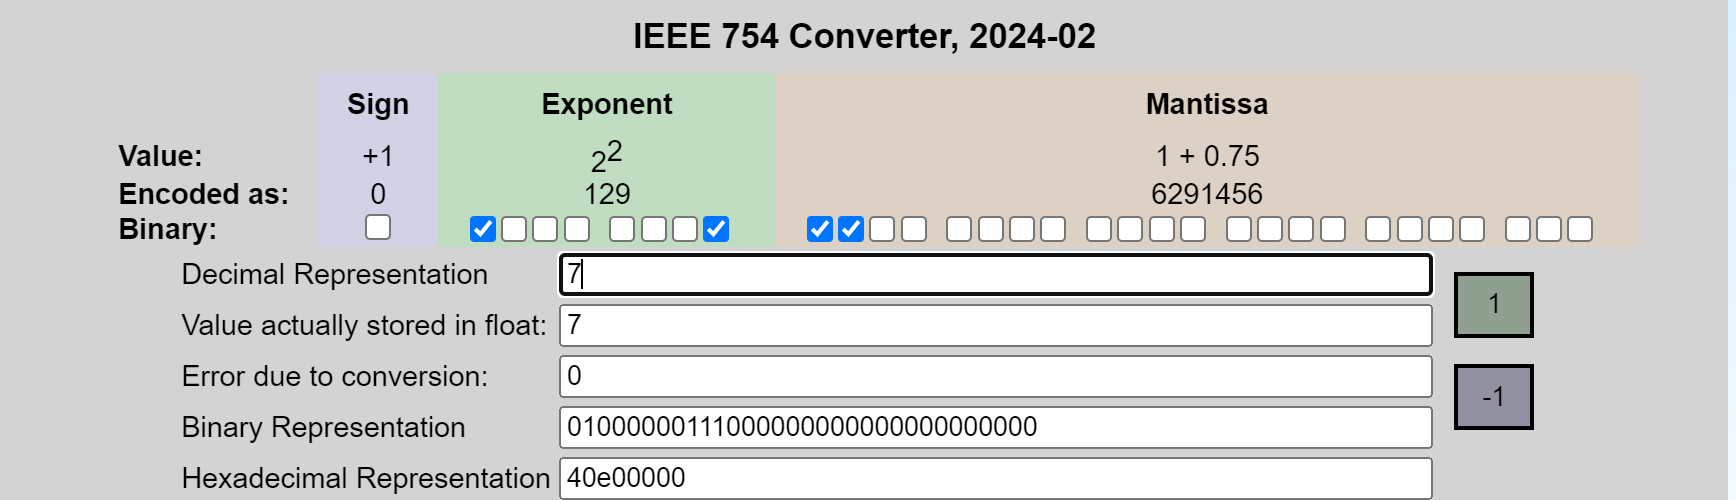 IEEE 754 Converter, 2024-02
Sign Exponent Mantissa
Value: +1 2² 1 + 0.75
Encoded as: 0 129 6291456
Binary:
Decimal Representation 7
1
Value actually stored in float: 7
Error due to conversion: 0
-1
Binary Representation 01000000111000000000000000000000
Hexadecimal Representation 40e00000